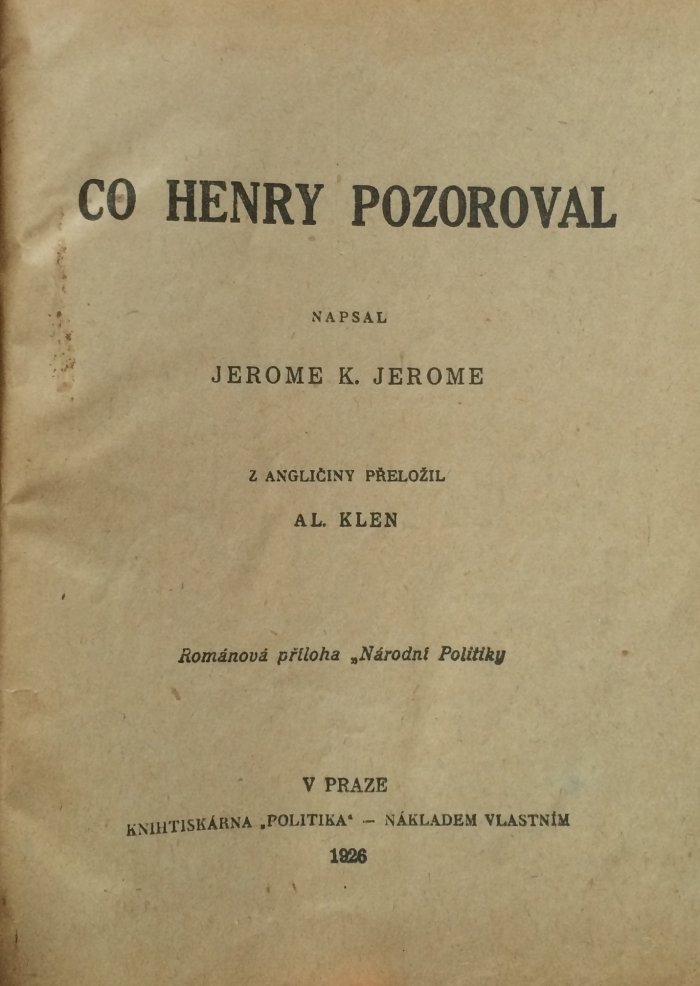 CO HENRY POZOROVAL
NAPSAL
JEROME K. JEROME
Z ANGLIČINY PŘELOŽIL
AL. KLEN
Románová příloha „Národní Politiky
V PRAZE
KNIHTISKÁRNA „POLITIKA“ — NÁKLADEM VLASTNÍM
1926